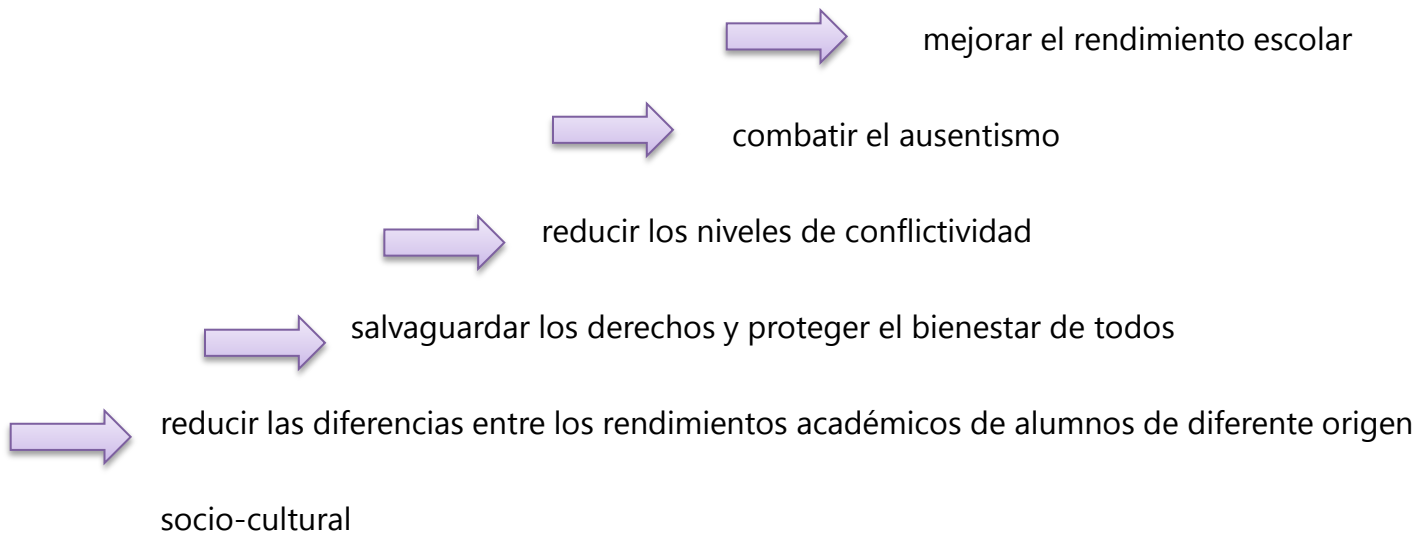 mejorar el rendimiento escolar
combatir el ausentismo
reducir los niveles de conflictividad
salvaguardar los derechos y proteger el bienestar de todos
reducir las diferencias entre los rendimientos académicos de alumnos de diferente origen
socio-cultural